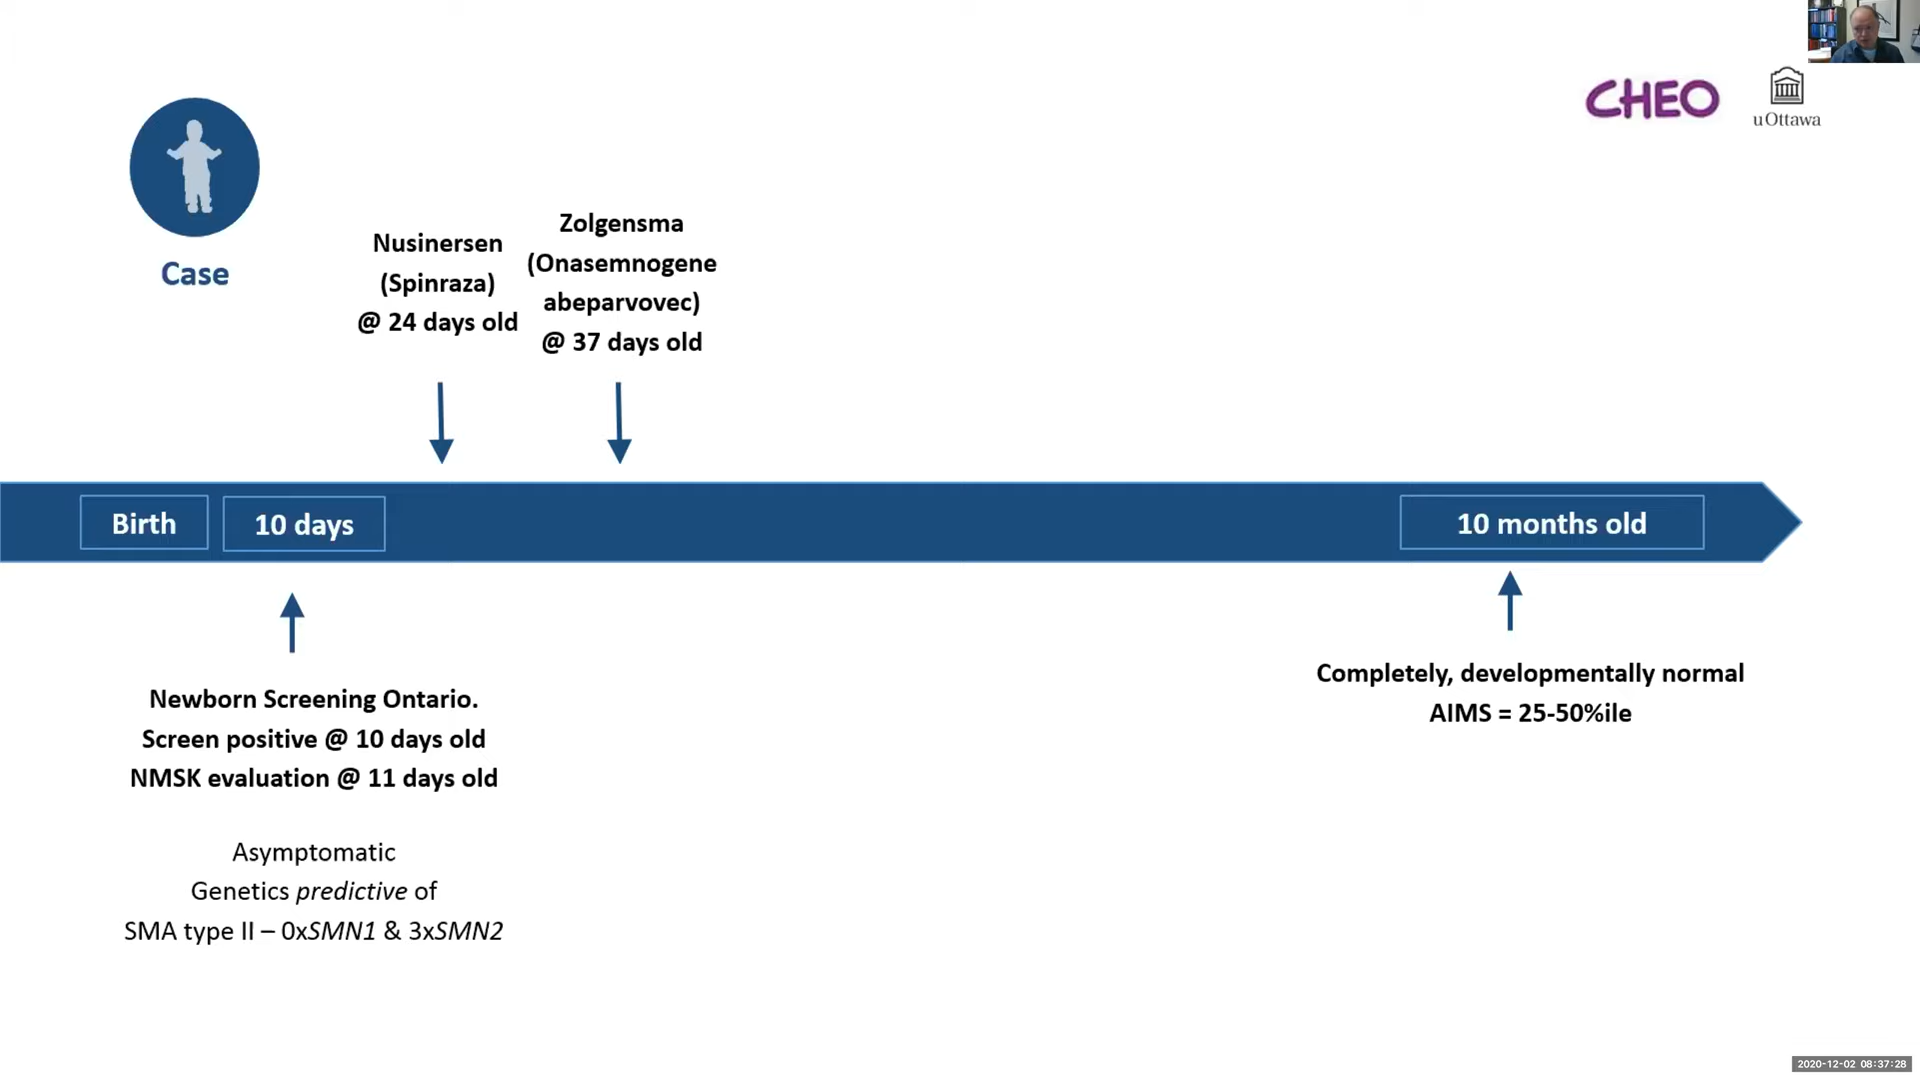 CHEO
uOttawa
Case
Nusinersen
(Spinraza)
@ 24 days old
Zolgensma
(Onasemnogene
abeparvovec)
@ 37 days old
Birth
10 days
10 months old
Newborn Screening Ontario.
Screen positive @ 10 days old
NMSK evaluation @ 11 days old
Asymptomatic
Genetics predictive of
SMA type II – 0xSMN1 & 3xSMN2
Completely, developmentally normal
AIMS = 25-50%ile
2020-12-02 08:37:28